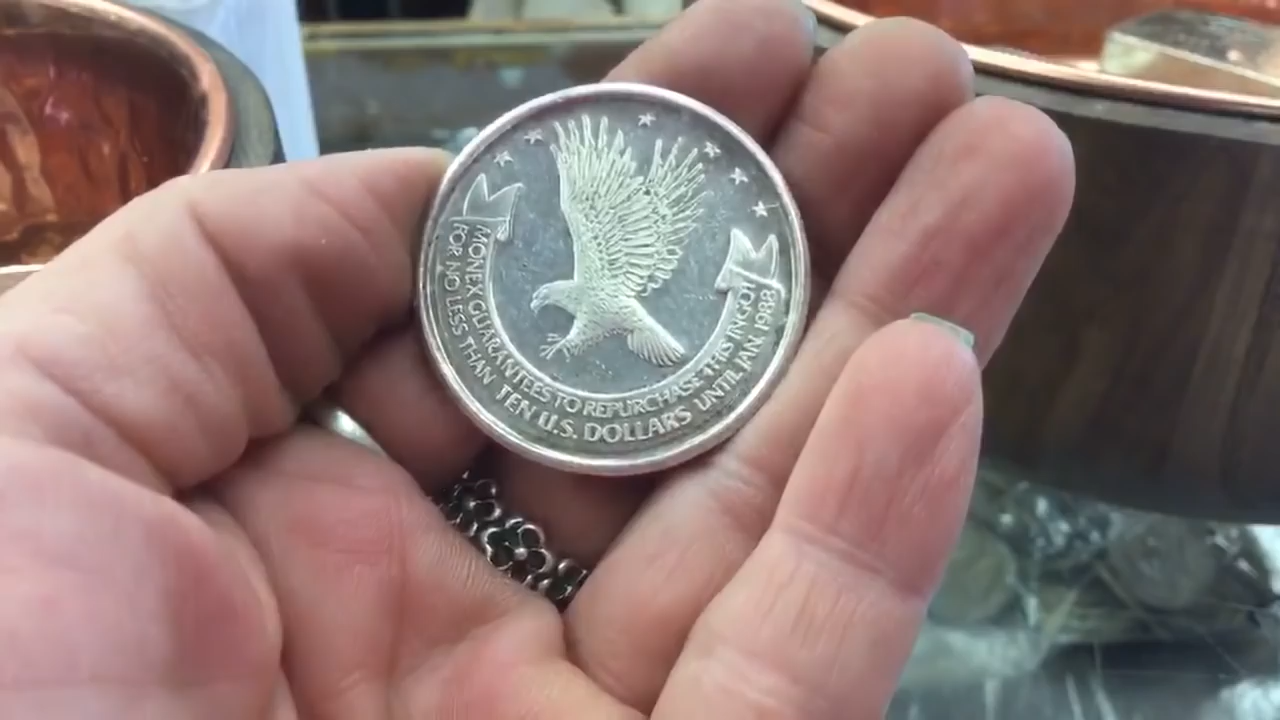 MONEX GUARANTEES TO REPURCHASE THIS INGOT
FOR NO LESS THAN TEN U.S. DOLLARS UNTIL JAN. 1988